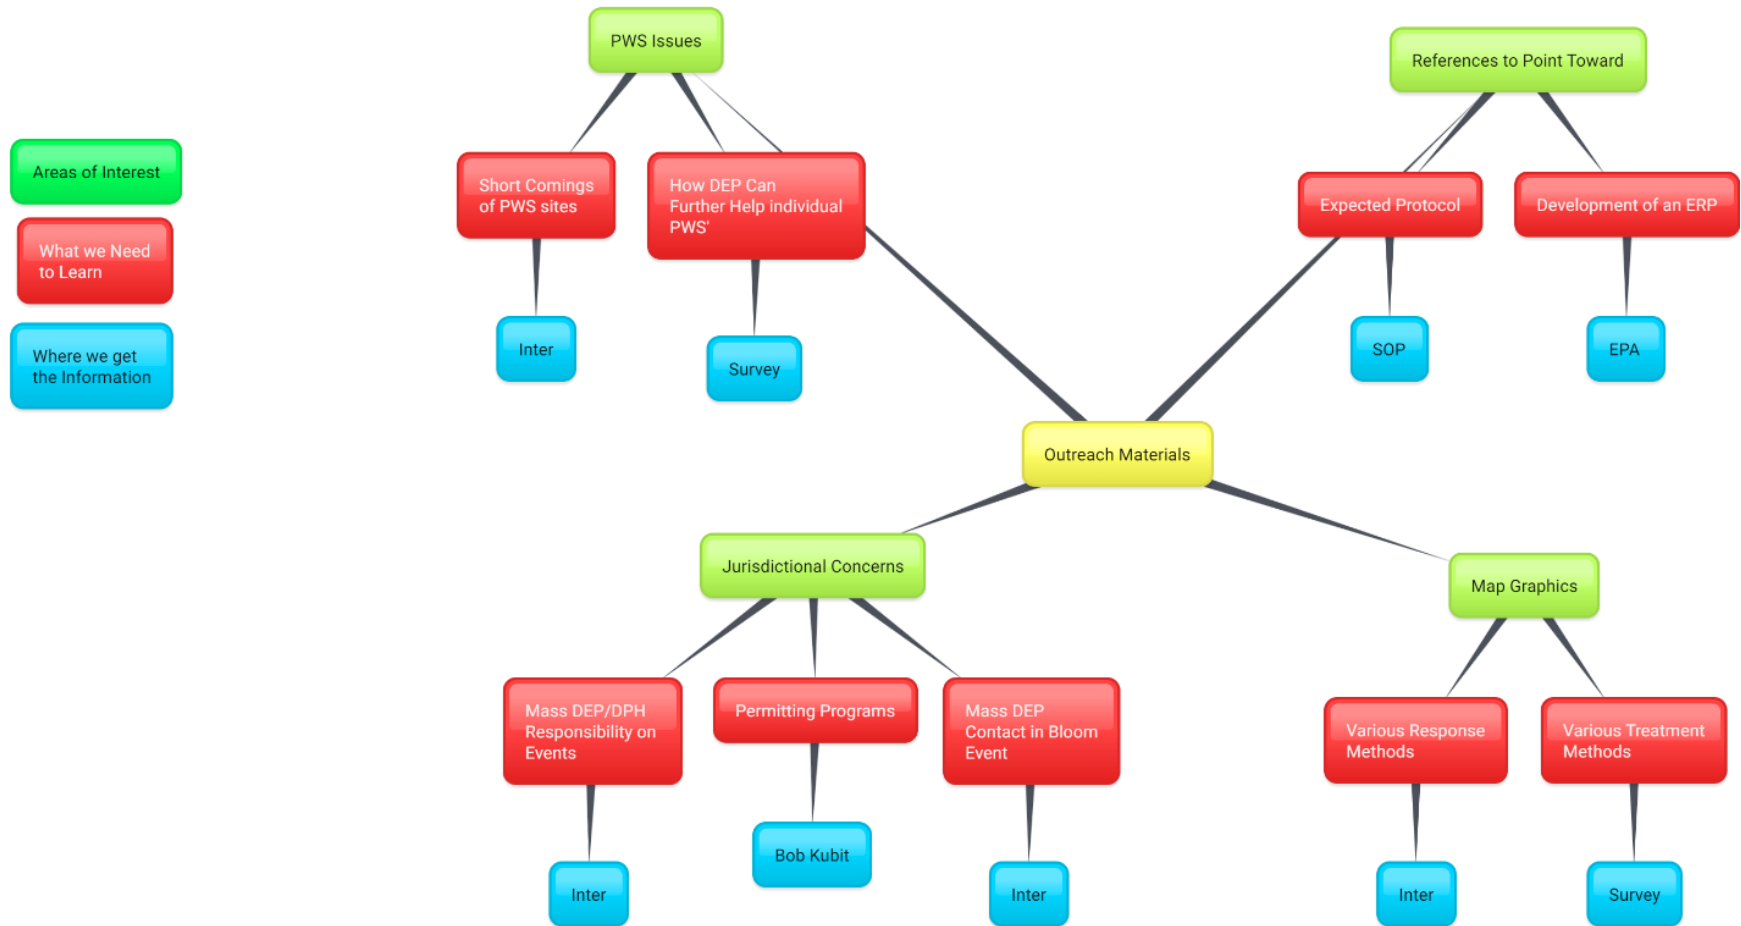 PWS Issues
References to Point Toward
Areas of Interest
What we Need
to Learn
Where we get
the Information
Short Comings
of PWS sites
How DEP Can
Further Help individual
PWS'
Expected Protocol
Development of an ERP
Inter
Survey
SOP
EPA
Outreach Materials
Jurisdictional Concerns
Map Graphics
Mass DEP/DPH
Responsibility on
Events
Permitting Programs
Mass DEP
Contact in Bloom
Event
Various Response
Methods
Various Treatment
Methods
Inter
Bob Kubit
Inter
Inter
Survey